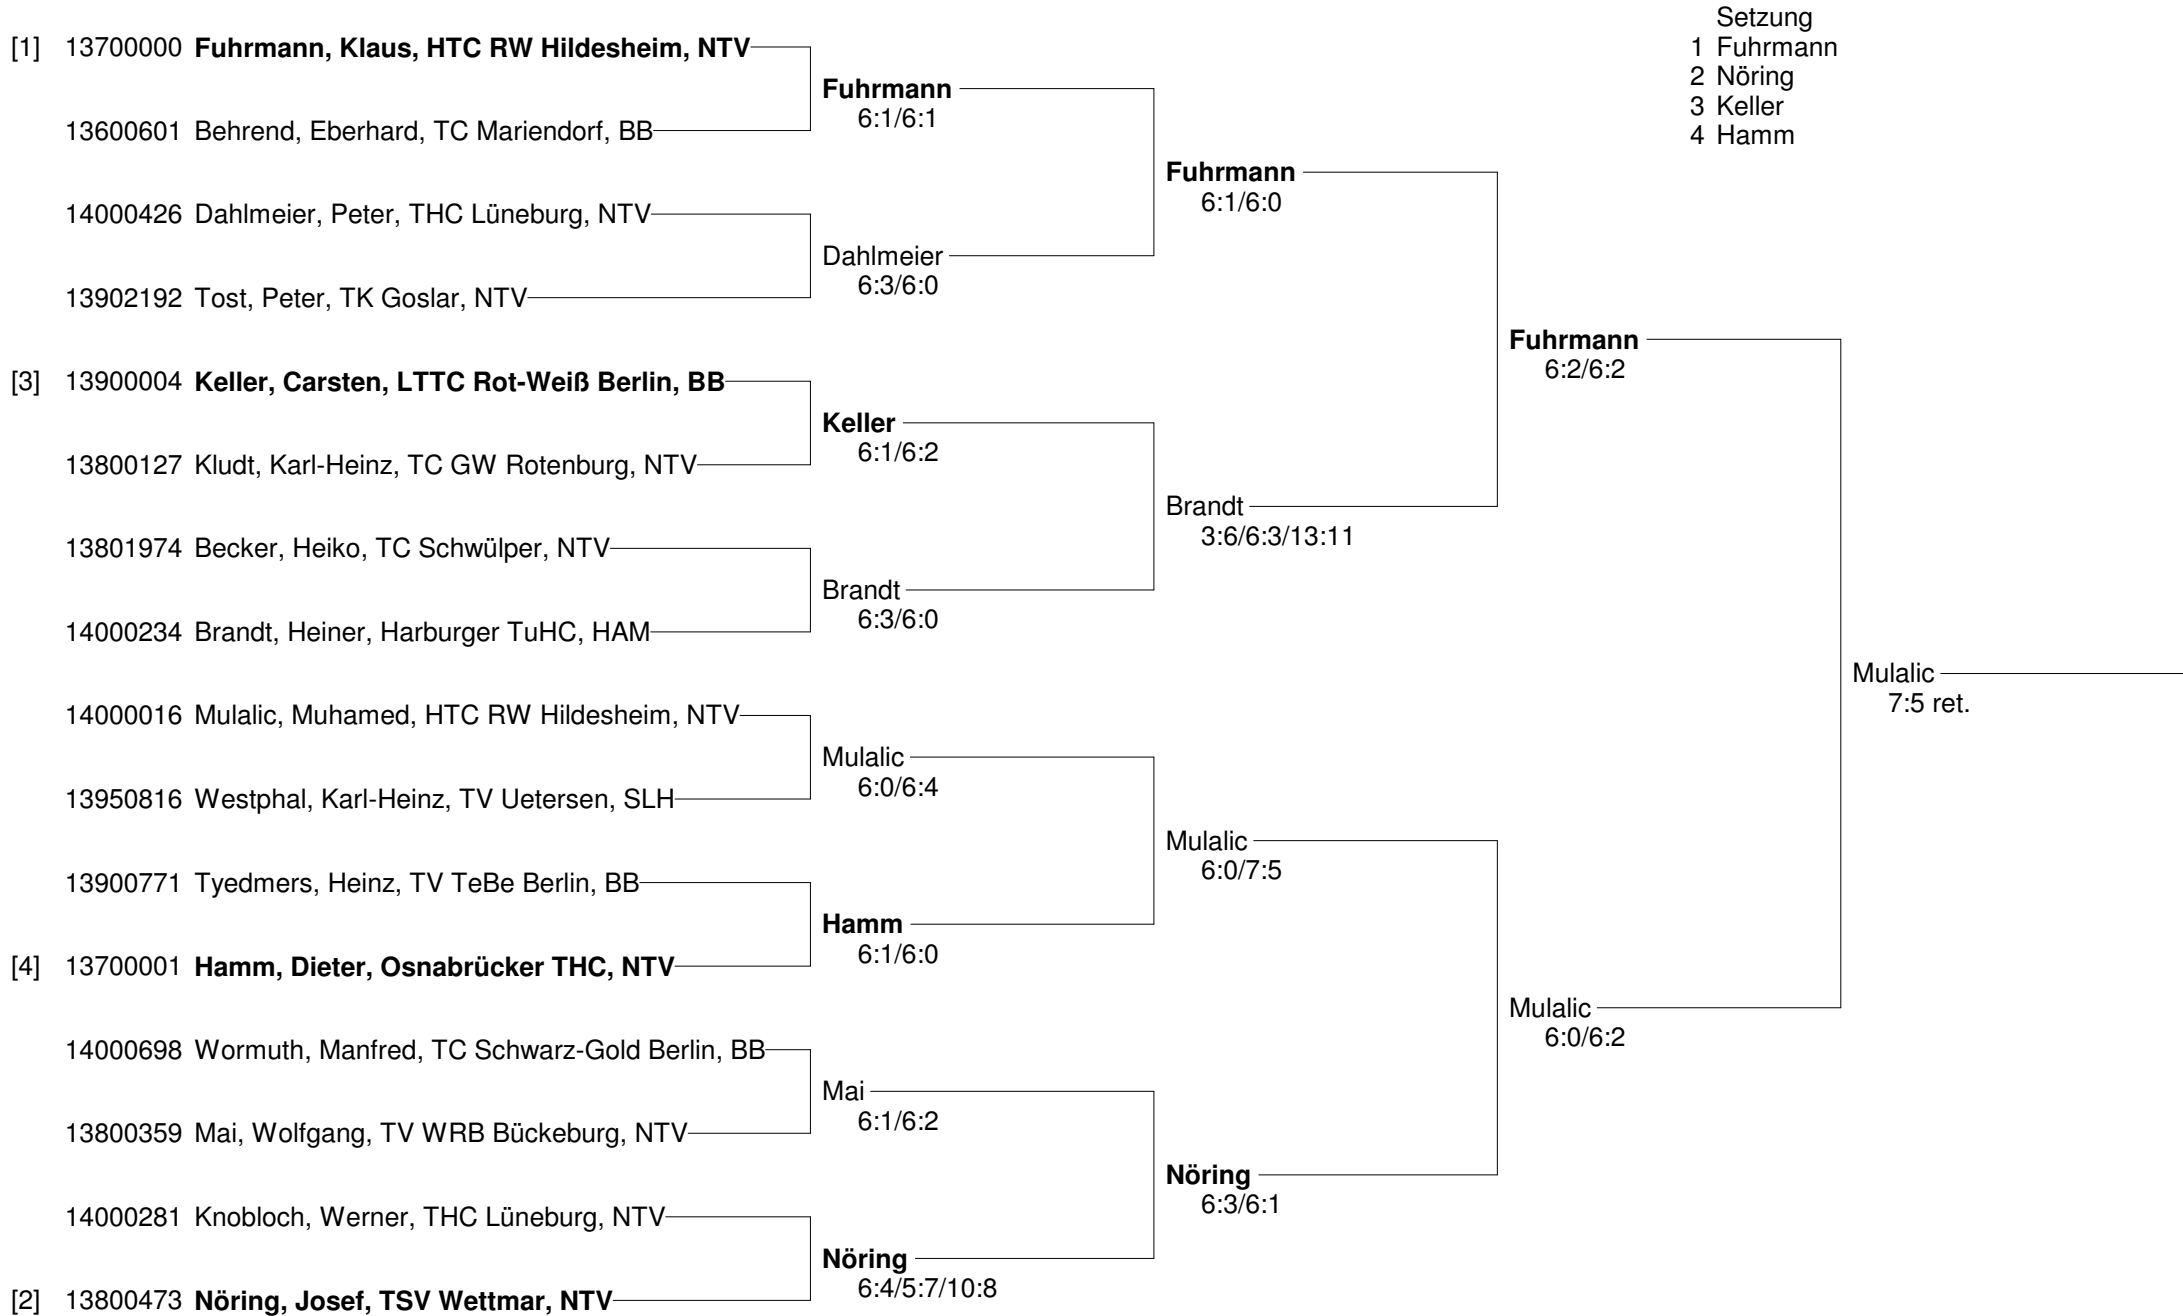 Setzung
1 Fuhrmann
2 Nöring
3 Keller
4 Hamm
[1] 13700000 Fuhrmann, Klaus, HTC RW Hildesheim, NTV
13600601 Behrend, Eberhard, TC Mariendorf, BB
14000426 Dahlmeier, Peter, THC Lüneburg, NTV
13902192 Tost, Peter, TK Goslar, NTV
[3] 13900004 Keller, Carsten, LTTC Rot-Weiß Berlin, BB
13800127 Kludt, Karl-Heinz, TC GW Rotenburg, NTV
13801974 Becker, Heiko, TC Schwülper, NTV
14000234 Brandt, Heiner, Harburger TuHC, HAM
14000016 Mulalic, Muhamed, HTC RW Hildesheim, NTV
13950816 Westphal, Karl-Heinz, TV Uetersen, SLH
13900771 Tyedmers, Heinz, TV TeBe Berlin, BB
[4] 13700001 Hamm, Dieter, Osnabrücker THC, NTV
14000698 Wormuth, Manfred, TC Schwarz-Gold Berlin, BB
13800359 Mai, Wolfgang, TV WRB Bückeburg, NTV
14000281 Knobloch, Werner, THC Lüneburg, NTV
[2] 13800473 Nöring, Josef, TSV Wettmar, NTV
Fuhrmann
6:1/6:1
Dahlmeier
6:3/6:0
Keller
6:1/6:2
Brandt
6:3/6:0
Mulalic
6:0/6:4
Hamm
6:1/6:0
Mai
6:1/6:2
Nöring
6:4/5:7/10:8
Fuhrmann
6:1/6:0
Brandt
3:6/6:3/13:11
Mulalic
6:0/7:5
Nöring
6:3/6:1
Fuhrmann
6:2/6:2
Mulalic
6:0/6:2
Mulalic
7:5 ret.